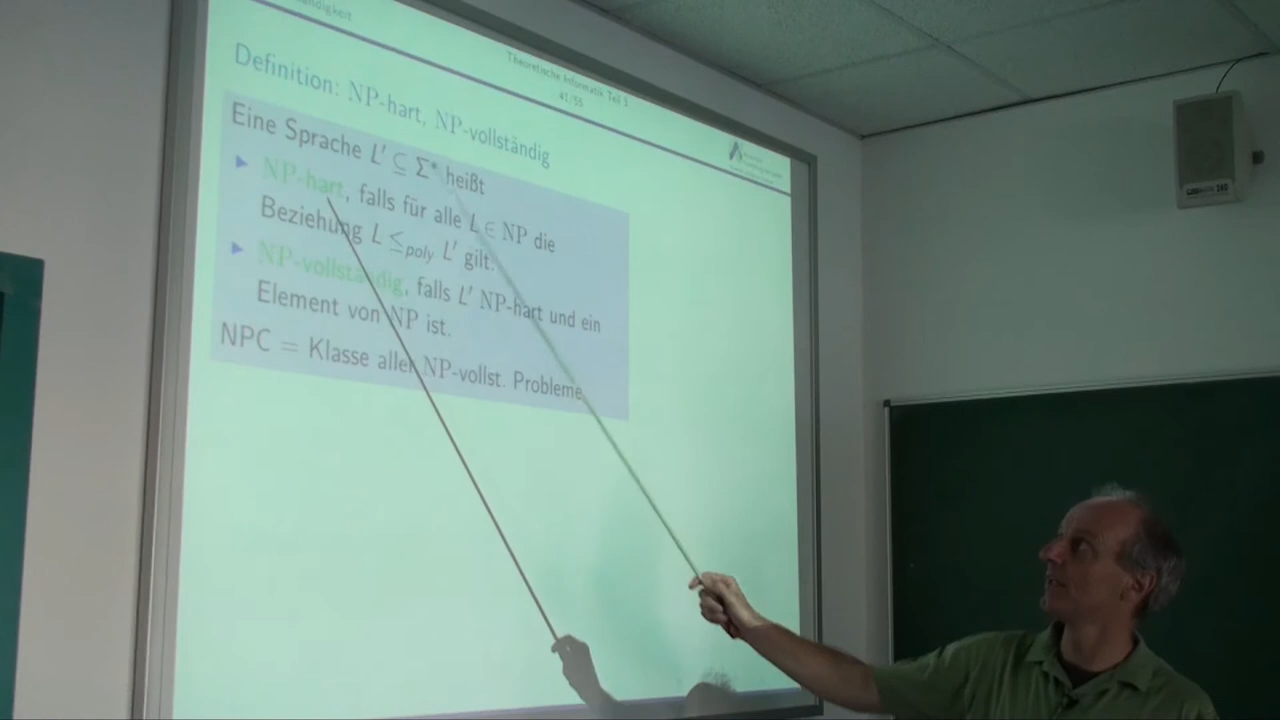 Theoretische Informatik Teil 3
41/55
Definition: NP-hart, NP-vollständig
Eine Sprache L′ ⊆ Σ* heißt
NP-hart, falls für alle L ∈ NP die
Beziehung L ≤poly L′ gilt.
NP-vollständig, falls L′ NP-hart und ein
Element von NP ist.
NPC = Klasse aller NP-vollst. Probleme